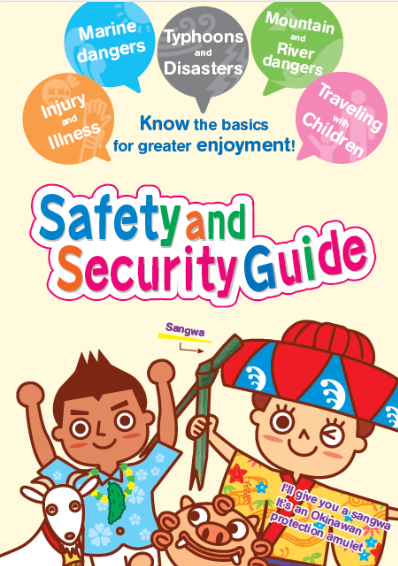 Marine
dangers
Typhoons
and
Disasters
Mountain
and
River
dangers
Injury
and
Illness
Traveling
with
Children
Know the basics
for greater enjoyment!
Safety and
Security Guide
Sangwa
I'll give you a sangwa
It's an Okinawan
protection amulet